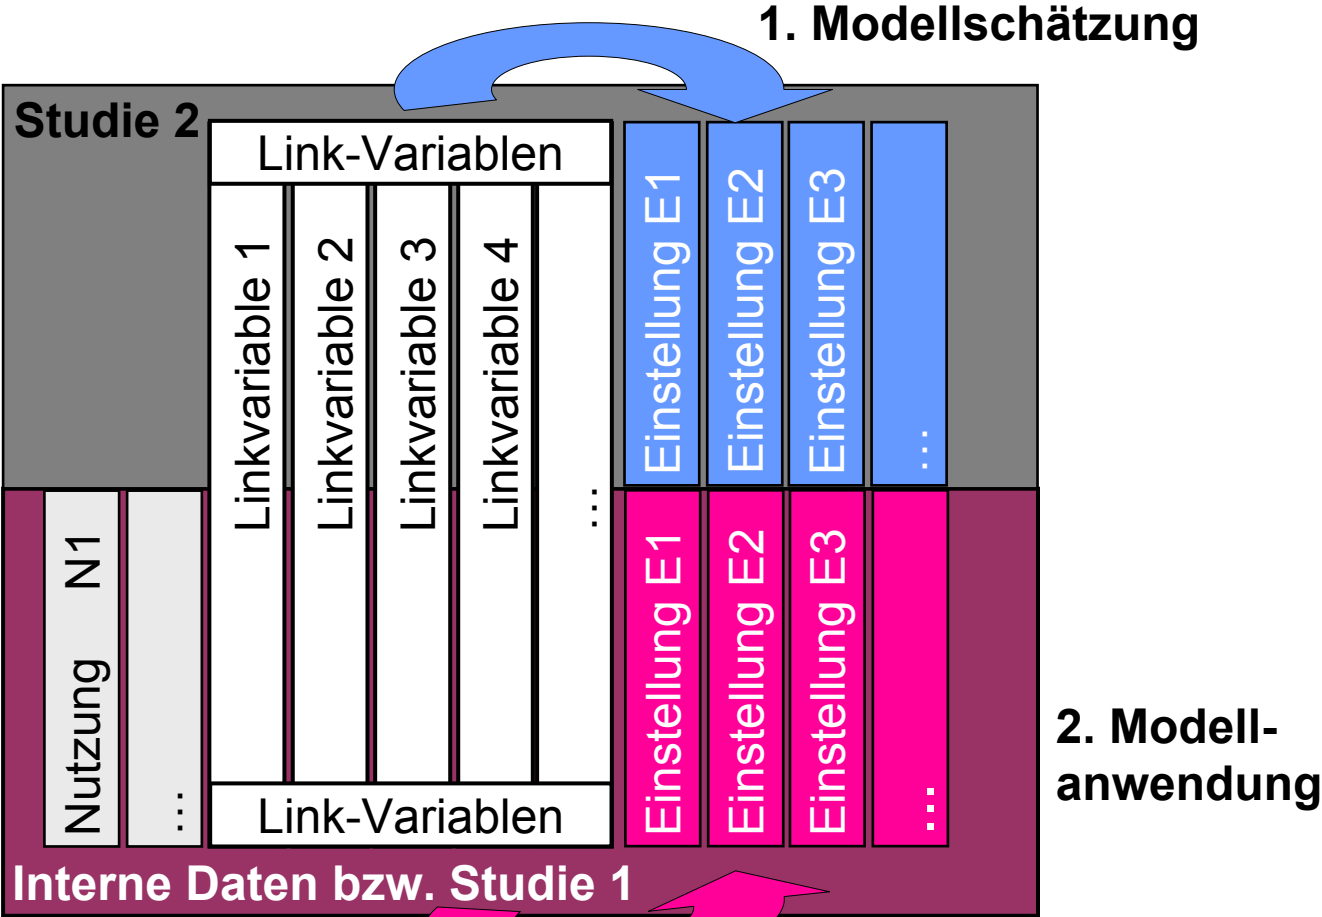 1. Modellschätzung
Studie 2
Link-Variablen
Linkvariable 1
Linkvariable 2
Linkvariable 3
Linkvariable 4
...
Einstellung E1
Einstellung E2
Einstellung E3
...
Nutzung N1
...
Einstellung E1
Einstellung E2
Einstellung E3
...
2. Modell-
anwendung
Link-Variablen
Interne Daten bzw. Studie 1